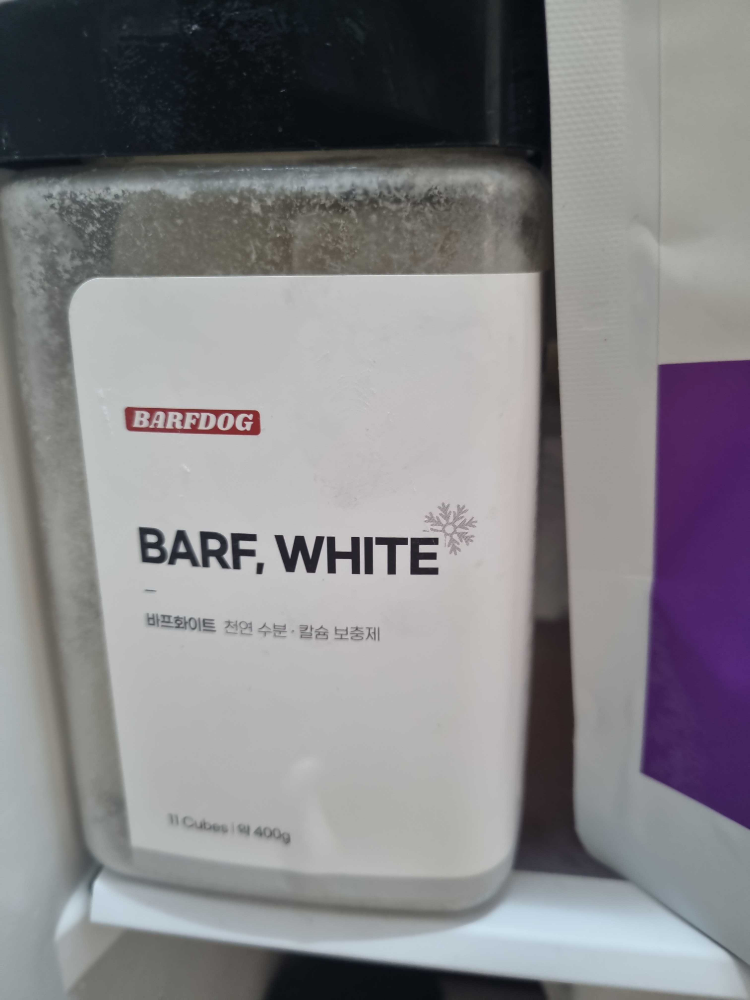 BARFDOG
BARF, WHITE
바프화이트 천연 수분·칼슘 보충제
11 Cubes | 약 400g